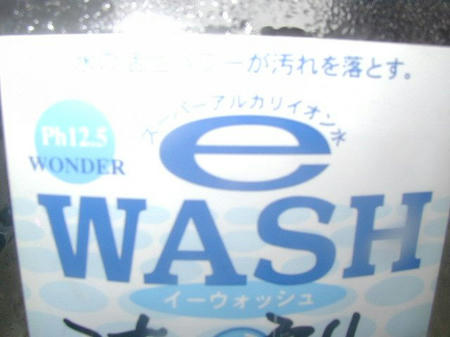 が汚れを落とす。
スーパーアルカリイオン水
Ph12.5
WONDER
e
WASH
イーウォッシュ